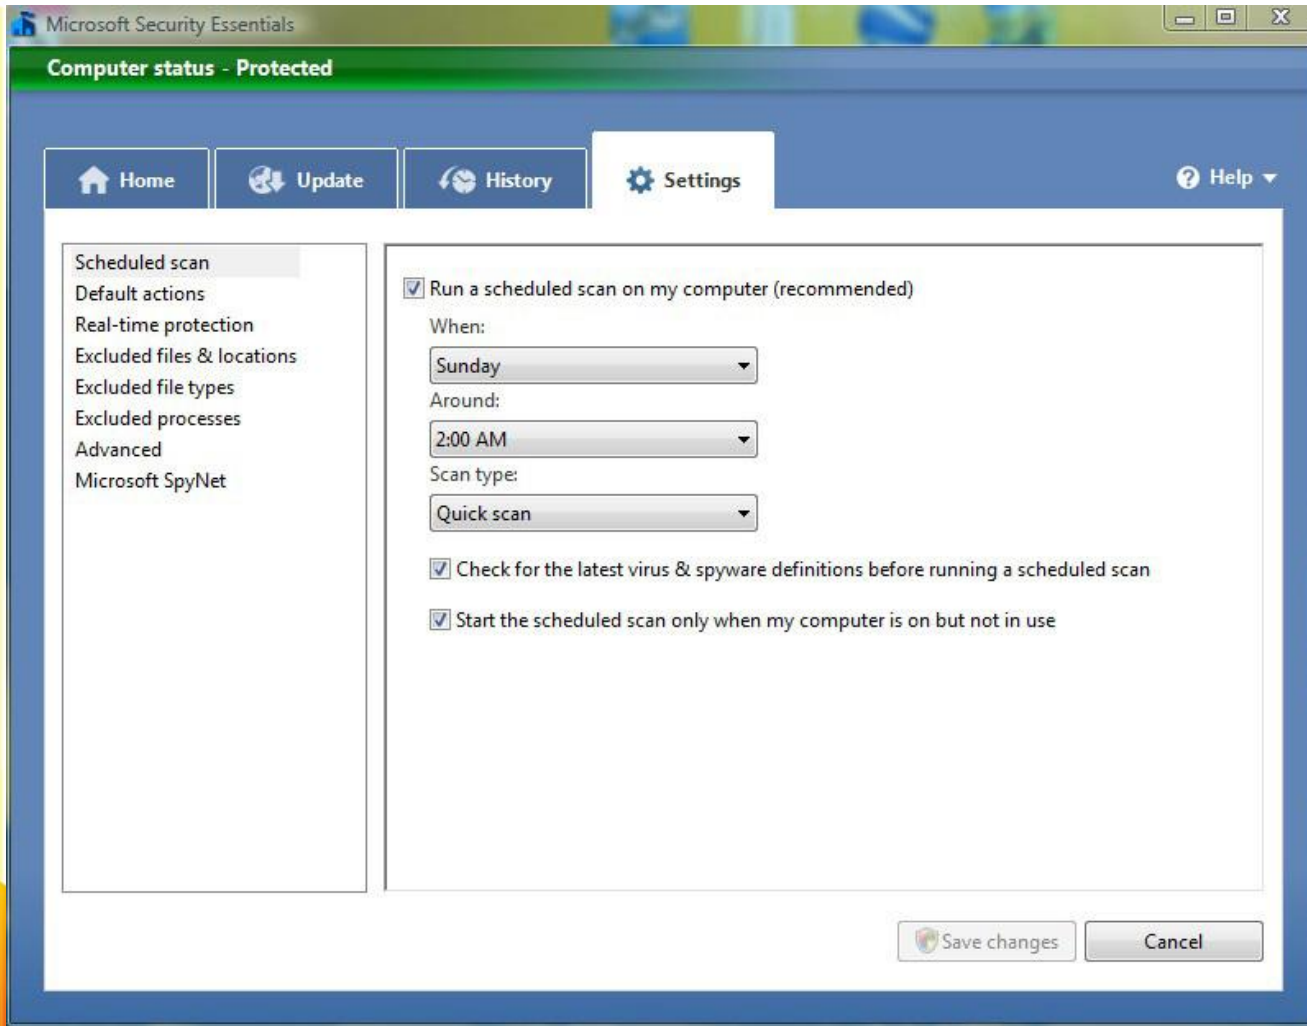 Microsoft Security Essentials
Computer status - Protected
Home
Update
History
Settings
Help
Scheduled scan
Default actions
Real-time protection
Excluded files & locations
Excluded file types
Excluded processes
Advanced
Microsoft SpyNet
Run a scheduled scan on my computer (recommended)
When:
Sunday
Around:
2:00 AM
Scan type:
Quick scan
Check for the latest virus & spyware definitions before running a scheduled scan
Start the scheduled scan only when my computer is on but not in use
Save changes
Cancel